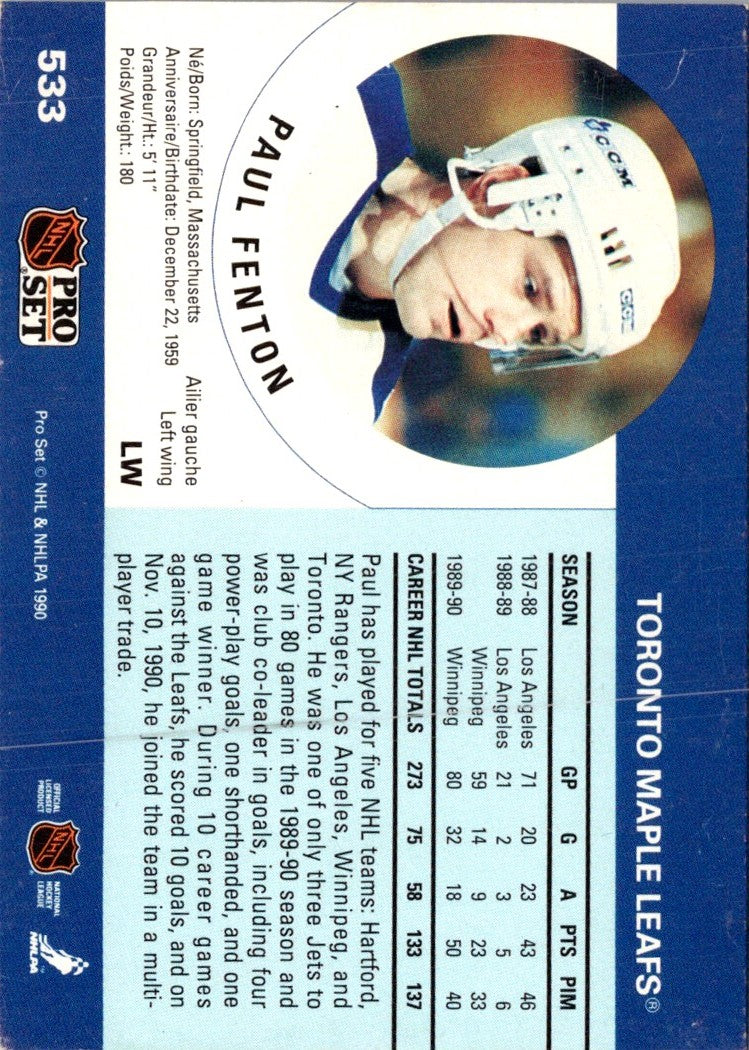 TORONTO MAPLE LEAFS®
CCM
PAUL FENTON
Né/Born: Springfield, Massachusetts
Anniversaire/Birthdate: December 22, 1959
Grandeur/Ht.: 5' 11"
Poids/Weight.: 180
Ailier gauche
Left wing
LW
SEASON GP G A PTS PIM
1987-88 Los Angeles 71 20 23 43 46
1988-89 Los Angeles 21 2 3 5 6
Winnipeg 59 14 9 23 33
1989-90 Winnipeg 80 32 18 50 40
CAREER NHL TOTALS 273 75 58 133 137
Paul has played for five NHL teams: Hartford,
NY Rangers, Los Angeles, Winnipeg, and
Toronto. He was one of only three Jets to
play in 80 games in the 1989-90 season and
was club co-leader in goals, including four
power-play goals, one shorthanded, and one
game winner. During 10 career games
against the Leafs, he scored 10 goals, and on
Nov. 10, 1990, he joined the team in a multi-
player trade.
533
NHL
PRO
SET®
Pro Set © NHL & NHLPA 1990
OFFICIAL
LICENSED
PRODUCT
NHL®
NATIONAL
HOCKEY
LEAGUE
NHLPA™